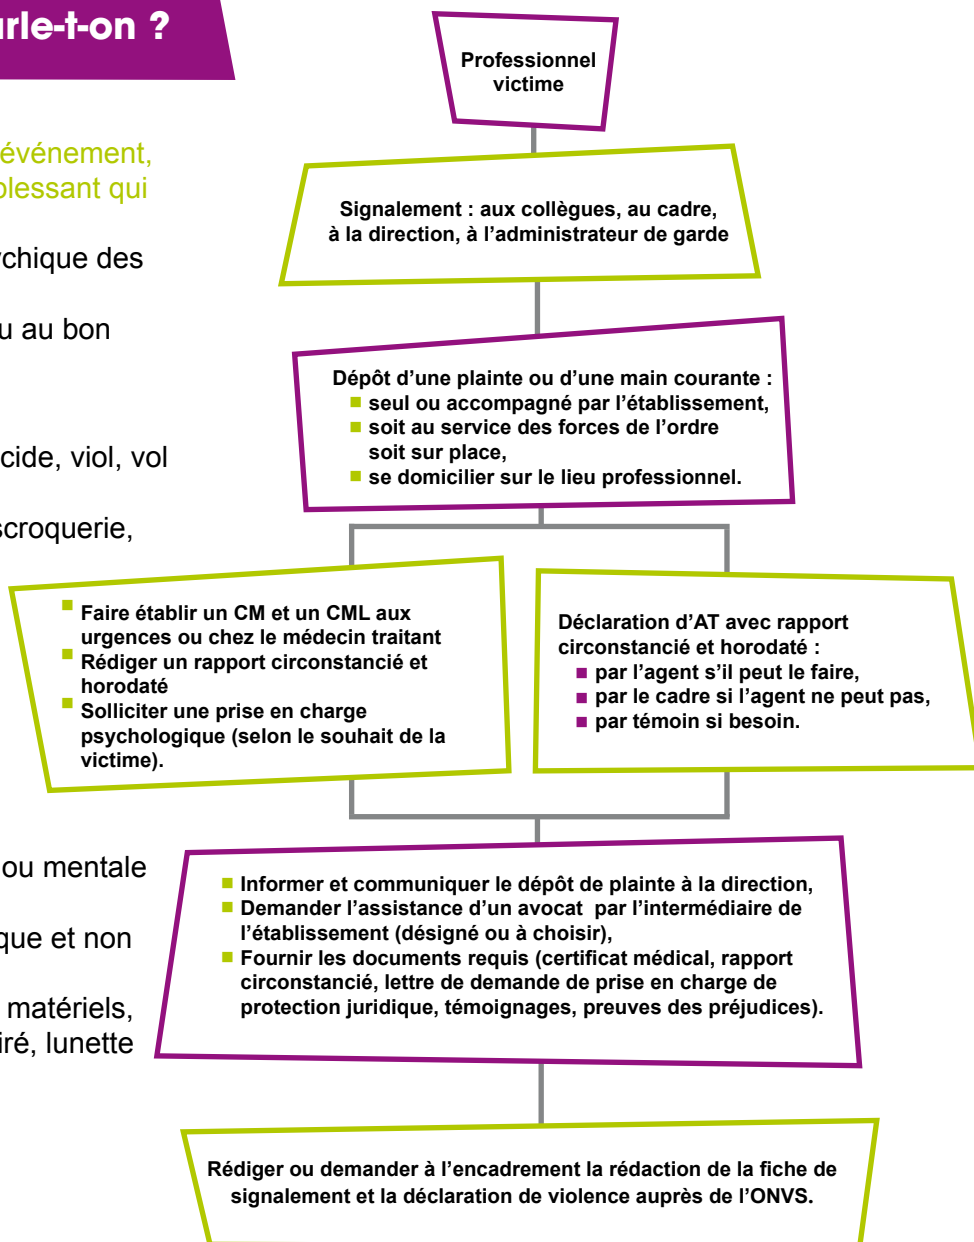 rle-t-on ?
événement,
blessant qui
ychique des
u au bon
cide, viol, vol
scroquerie,
ou mentale
que et non
matériels,
iré, lunette
Professionnel
victime
Signalement : aux collègues, au cadre,
à la direction, à l’administrateur de garde
Dépôt d’une plainte ou d’une main courante :
seul ou accompagné par l’établissement,
soit au service des forces de l’ordre
soit sur place,
se domicilier sur le lieu professionnel.
Faire établir un CM et un CML aux
urgences ou chez le médecin traitant
Rédiger un rapport circonstancié et
horodaté
Solliciter une prise en charge
psychologique (selon le souhait de la
victime).
Déclaration d’AT avec rapport
circonstancié et horodaté :
par l’agent s’il peut le faire,
par le cadre si l’agent ne peut pas,
par témoin si besoin.
Informer et communiquer le dépôt de plainte à la direction,
Demander l’assistance d’un avocat par l’intermédiaire de
l’établissement (désigné ou à choisir),
Fournir les documents requis (certificat médical, rapport
circonstancié, lettre de demande de prise en charge de
protection juridique, témoignages, preuves des préjudices).
Rédiger ou demander à l’encadrement la rédaction de la fiche de
signalement et la déclaration de violence auprès de l’ONVS.